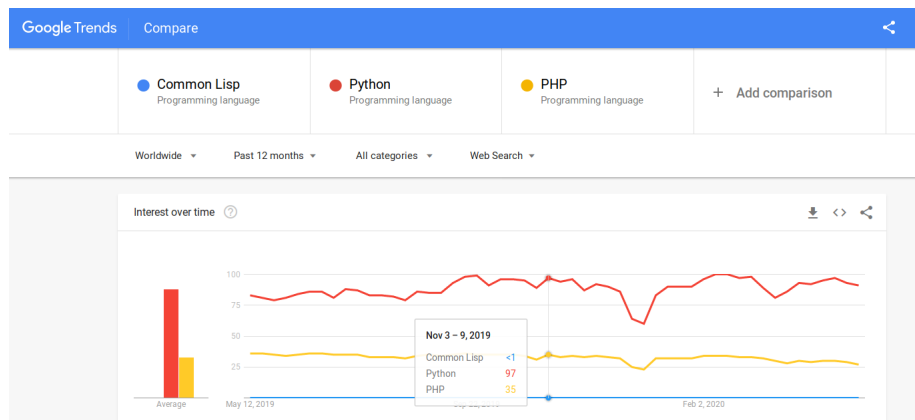 Google Trends Compare
Common Lisp
Programming language
Python
Programming language
PHP
Programming language
+ Add comparison
Worldwide Past 12 months All categories Web Search
Interest over time ?
100
75
50
25
Nov 3 – 9, 2019
Common Lisp <1
Python 97
PHP 35
Average May 12, 2019 Feb 2, 2020